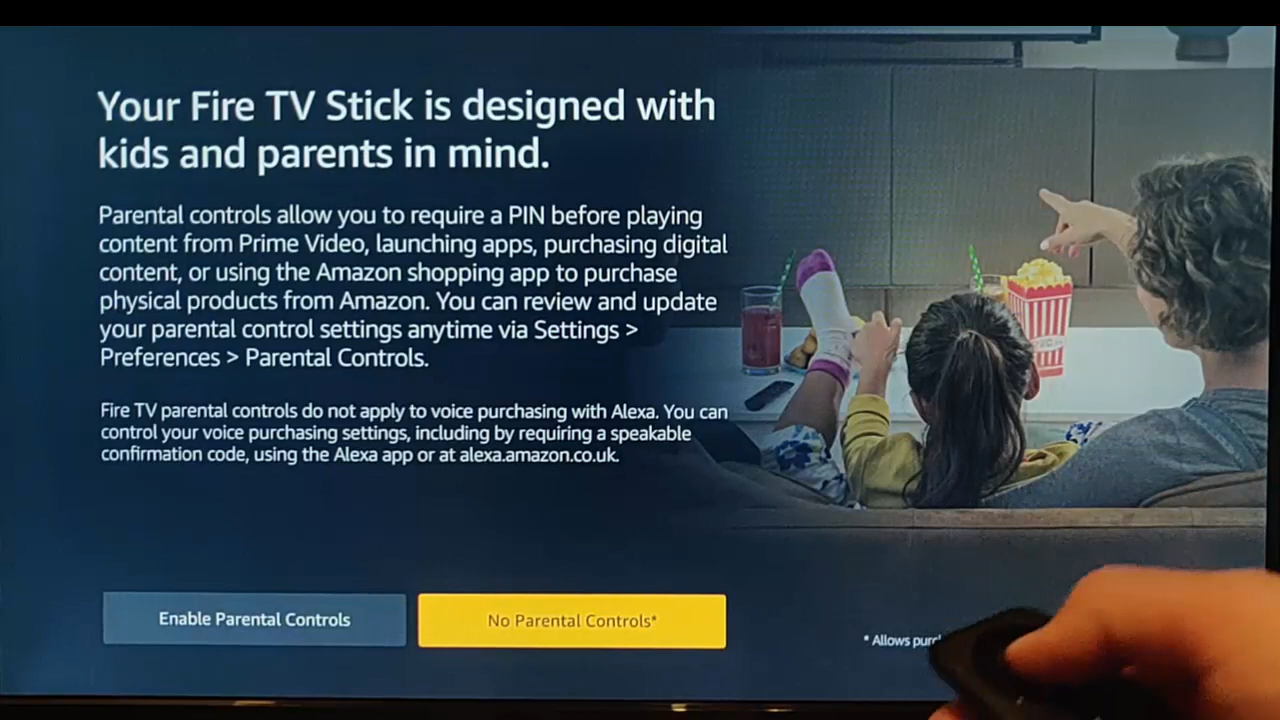 Your Fire TV Stick is designed with
kids and parents in mind.
Parental controls allow you to require a PIN before playing
content from Prime Video, launching apps, purchasing digital
content, or using the Amazon shopping app to purchase
physical products from Amazon. You can review and update
your parental control settings anytime via Settings >
Preferences > Parental Controls.
Fire TV parental controls do not apply to voice purchasing with Alexa. You can
control your voice purchasing settings, including by requiring a speakable
confirmation code, using the Alexa app or at alexa.amazon.co.uk.
Enable Parental Controls
No Parental Controls*
* Allows